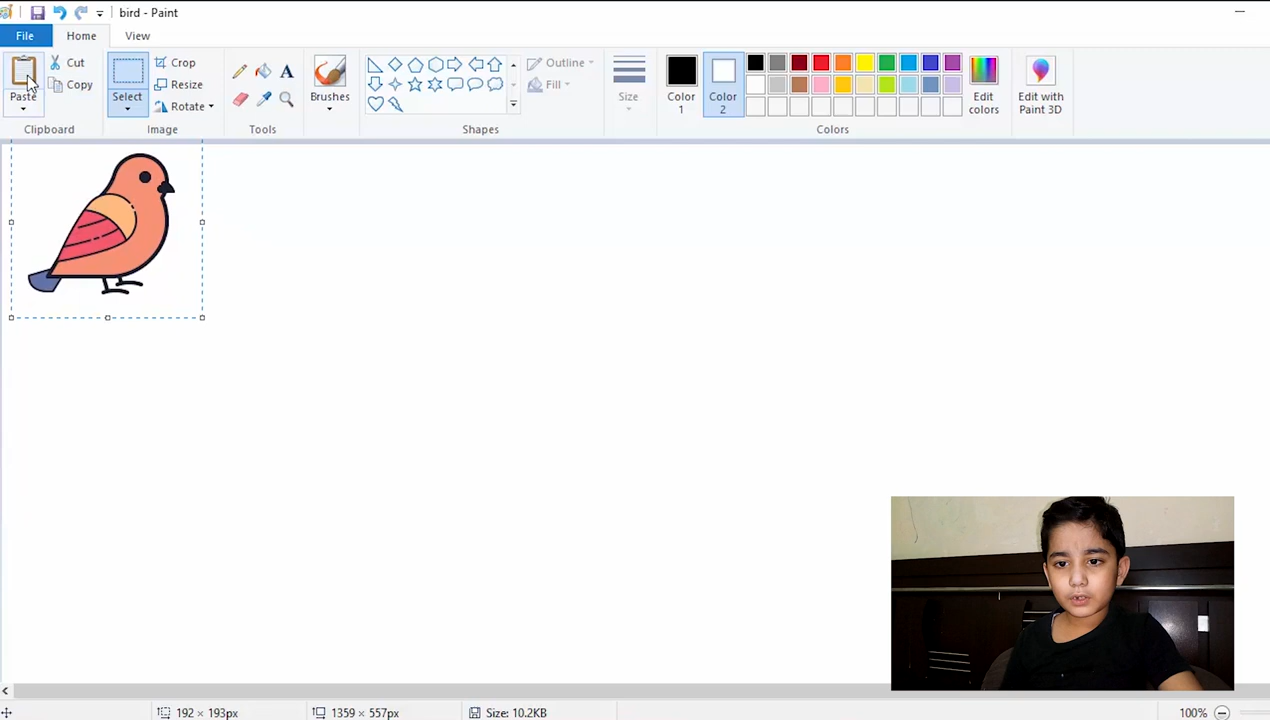 bird - Paint
File Home View
Paste Cut Copy
Clipboard
Select Crop Resize Rotate
Image
A
Tools
Brushes
Outline Fill
Shapes
Size
Color 1 Color 2
Edit colors
Colors
Edit with Paint 3D
192 × 193px 1359 × 557px Size: 10.2KB 100%